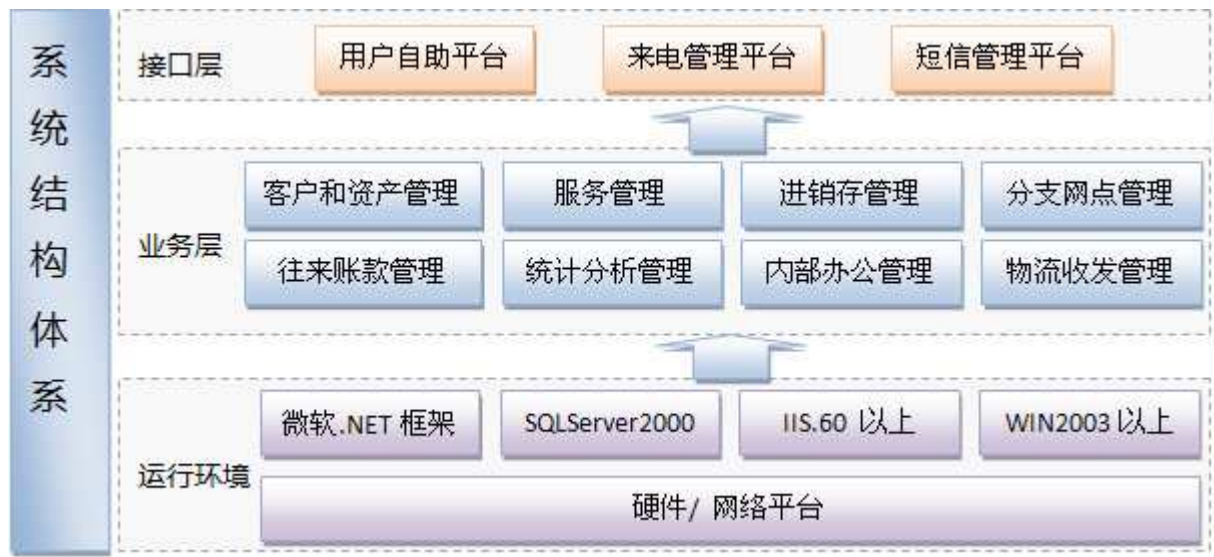 系统结构体系
接口层
用户自助平台
来电管理平台
短信管理平台
业务层
客户和资产管理
服务管理
进销存管理
分支网点管理
往来账款管理
统计分析管理
内部办公管理
物流收发管理
运行环境
微软.NET 框架
SQLServer2000
IIS.60 以上
WIN2003 以上
硬件/ 网络平台